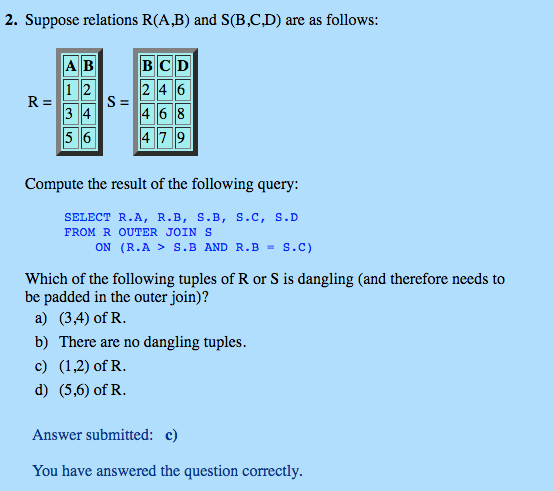 2. Suppose relations R(A,B) and S(B,C,D) are as follows:
A B B C D
1 2 2 4 6
R = 3 4 S = 4 6 8
5 6 4 7 9
Compute the result of the following query:
SELECT R.A, R.B, S.B, S.C, S.D
FROM R OUTER JOIN S
ON (R.A > S.B AND R.B = S.C)
Which of the following tuples of R or S is dangling (and therefore needs to
be padded in the outer join)?
a) (3,4) of R.
b) There are no dangling tuples.
c) (1,2) of R.
d) (5,6) of R.
Answer submitted: c)
You have answered the question correctly.